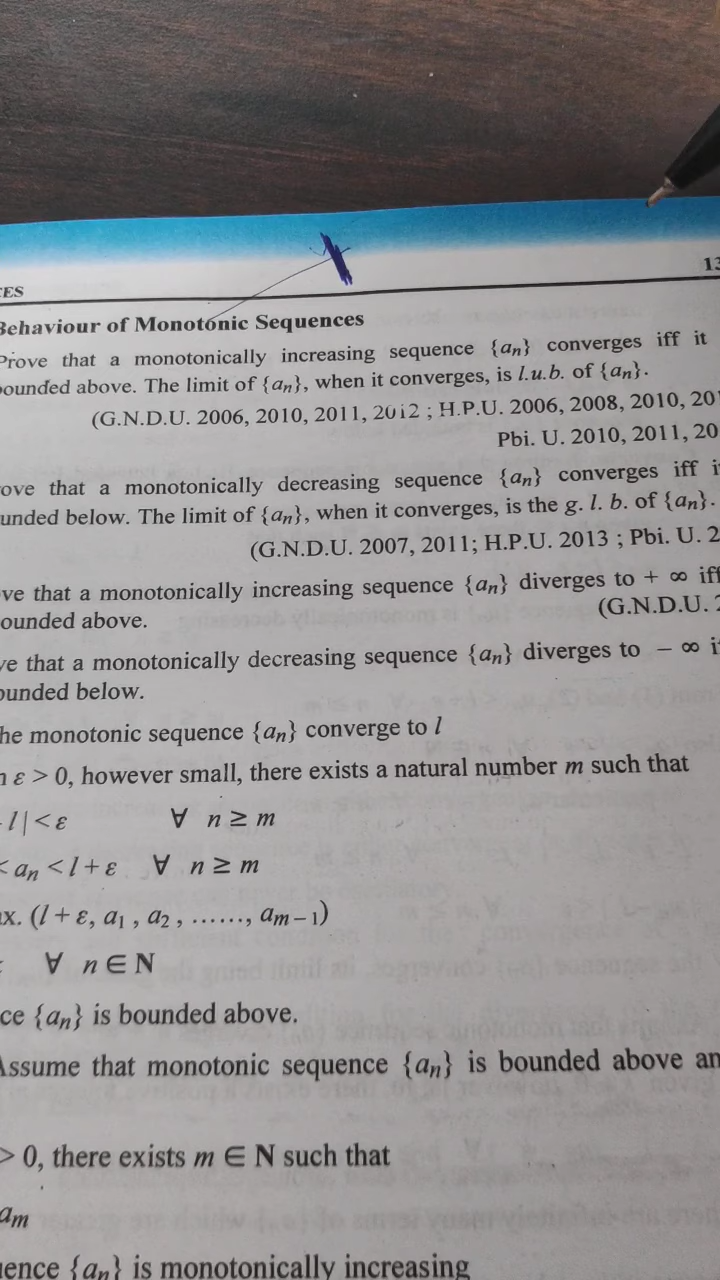 13
Behaviour of Monotonic Sequences
Prove that a monotonically increasing sequence {an} converges iff it
bounded above. The limit of {an}, when it converges, is l.u.b. of {an}.
(G.N.D.U. 2006, 2010, 2011, 2012 ; H.P.U. 2006, 2008, 2010, 20
Pbi. U. 2010, 2011, 20
ove that a monotonically decreasing sequence {an} converges iff i
unded below. The limit of {an}, when it converges, is the g. l. b. of {an}.
(G.N.D.U. 2007, 2011; H.P.U. 2013 ; Pbi. U. 2
ve that a monotonically increasing sequence {an} diverges to + ∞ iff
ounded above. (G.N.D.U. 2
ve that a monotonically decreasing sequence {an} diverges to − ∞ i
ounded below.
he monotonic sequence {an} converge to l
n ε > 0, however small, there exists a natural number m such that
l | < ε ∀ n ≥ m
< an < l + ε ∀ n ≥ m
x. (l + ε, a1 , a2 , ……, am − 1)
∀ n ∈ N
ce {an} is bounded above.
Assume that monotonic sequence {an} is bounded above an
> 0, there exists m ∈ N such that
am
uence {an} is monotonically increasing